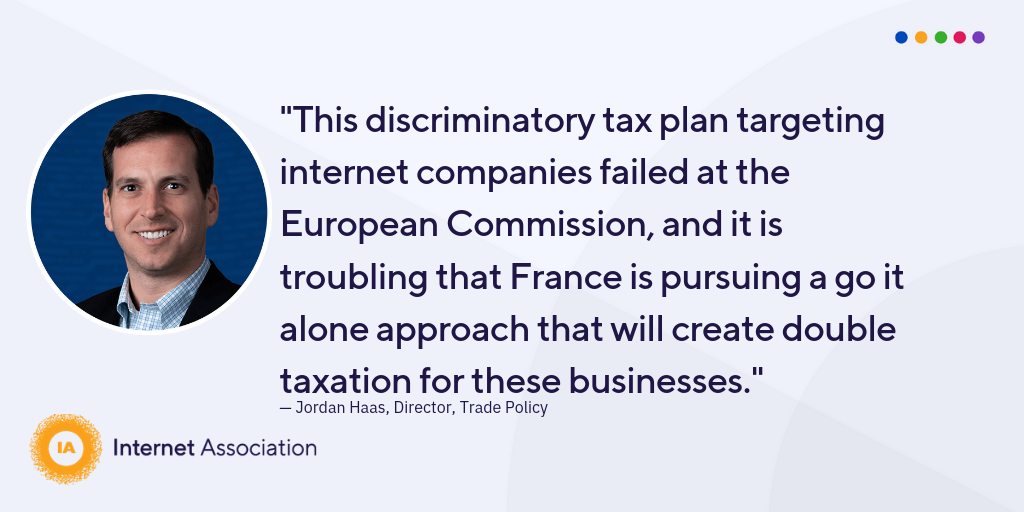 "This discriminatory tax plan targeting
internet companies failed at the
European Commission, and it is
troubling that France is pursuing a go it
alone approach that will create double
taxation for these businesses."
— Jordan Haas, Director, Trade Policy
IA
Internet Association